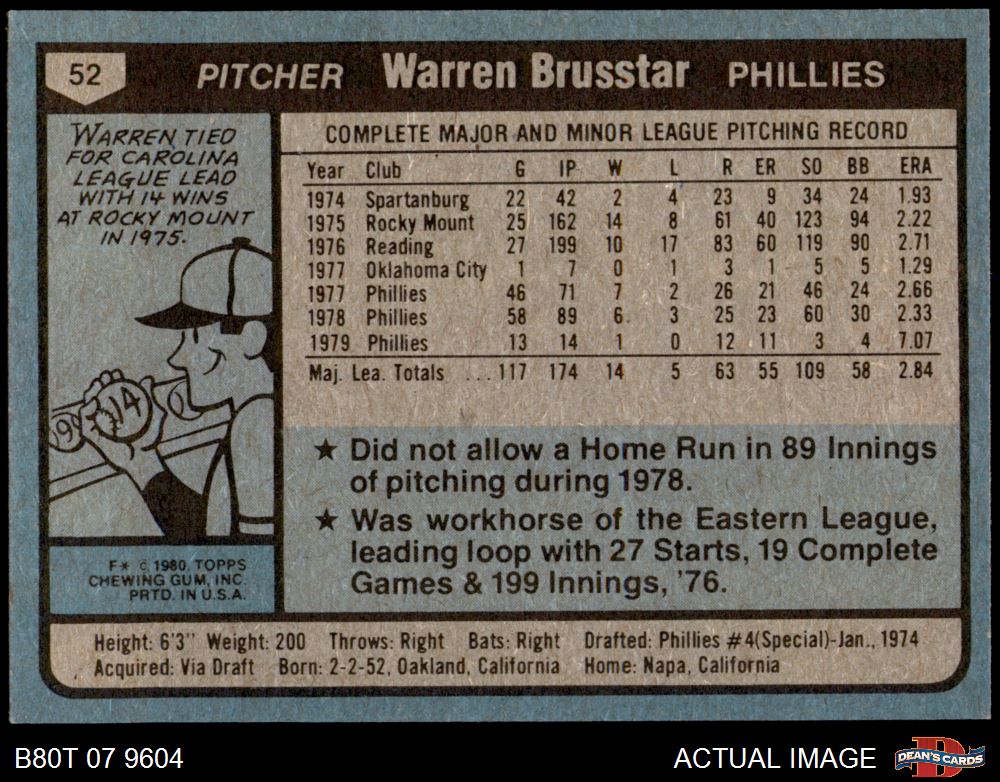 52 PITCHER Warren Brusstar PHILLIES
WARREN TIED
FOR CAROLINA
LEAGUE LEAD
WITH 14 WINS
AT ROCKY MOUNT
IN 1975.
14
9
F* © 1980, TOPPS
CHEWING GUM, INC.
PRTD. IN U.S.A.
COMPLETE MAJOR AND MINOR LEAGUE PITCHING RECORD
Year Club G IP W L R ER SO BB ERA
1974 Spartanburg 22 42 2 4 23 9 34 24 1.93
1975 Rocky Mount 25 162 14 8 61 40 123 94 2.22
1976 Reading 27 199 10 17 83 60 119 90 2.71
1977 Oklahoma City 1 7 0 1 3 1 5 5 1.29
1977 Phillies 46 71 7 2 26 21 46 24 2.66
1978 Phillies 58 89 6 3 25 23 60 30 2.33
1979 Phillies 13 14 1 0 12 11 3 4 7.07
Maj. Lea. Totals ... 117 174 14 5 63 55 109 58 2.84
★ Did not allow a Home Run in 89 Innings
of pitching during 1978.
★ Was workhorse of the Eastern League,
leading loop with 27 Starts, 19 Complete
Games & 199 Innings, '76.
Height: 6'3" Weight: 200 Throws: Right Bats: Right Drafted: Phillies #4(Special)-Jan., 1974
Acquired: Via Draft Born: 2-2-52, Oakland, California Home: Napa, California
B80T 07 9604 ACTUAL IMAGE D DEAN'S CARDS